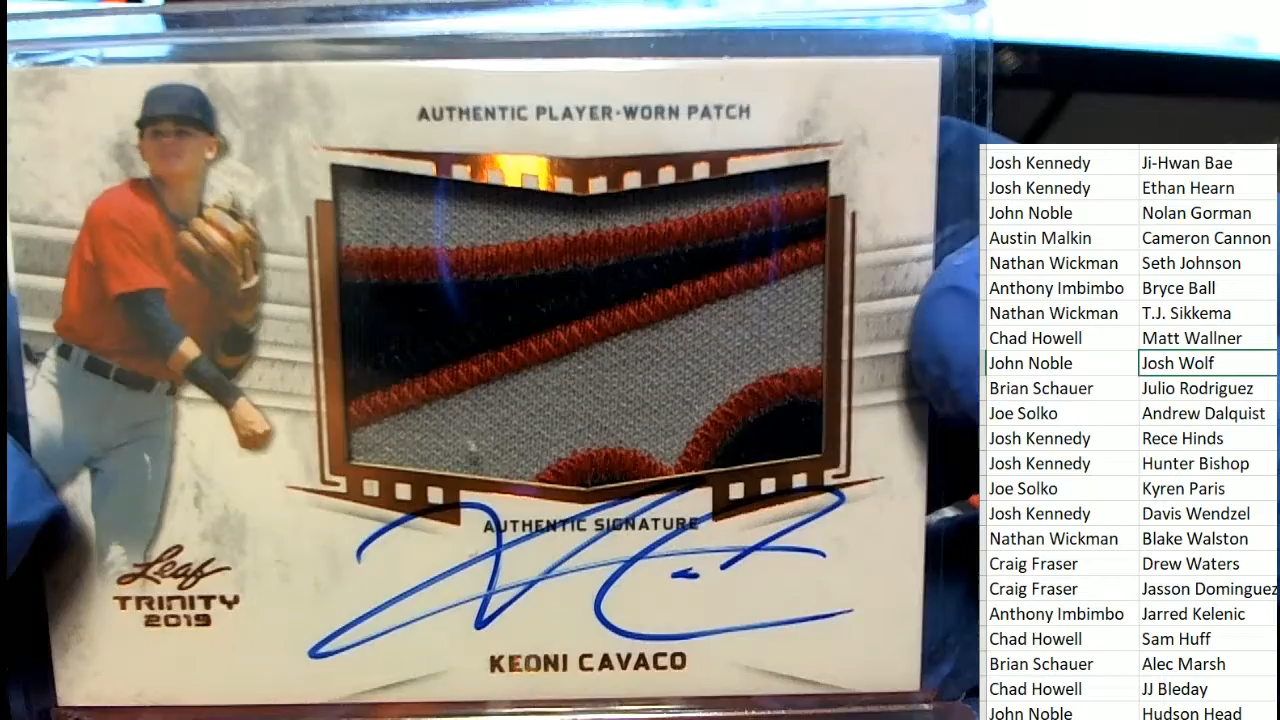 AUTHENTIC PLAYER-WORN PATCH
AUTHENTIC SIGNATURE
Leaf
TRINITY
2019
KEONI CAVACO
Josh Kennedy Ji-Hwan Bae
Josh Kennedy Ethan Hearn
John Noble Nolan Gorman
Austin Malkin Cameron Cannon
Nathan Wickman Seth Johnson
Anthony Imbimbo Bryce Ball
Nathan Wickman T.J. Sikkema
Chad Howell Matt Wallner
John Noble Josh Wolf
Brian Schauer Julio Rodriguez
Joe Solko Andrew Dalquist
Josh Kennedy Rece Hinds
Josh Kennedy Hunter Bishop
Joe Solko Kyren Paris
Josh Kennedy Davis Wendzel
Nathan Wickman Blake Walston
Craig Fraser Drew Waters
Craig Fraser Jasson Dominguez
Anthony Imbimbo Jarred Kelenic
Chad Howell Sam Huff
Brian Schauer Alec Marsh
Chad Howell JJ Bleday
John Noble Hudson Head